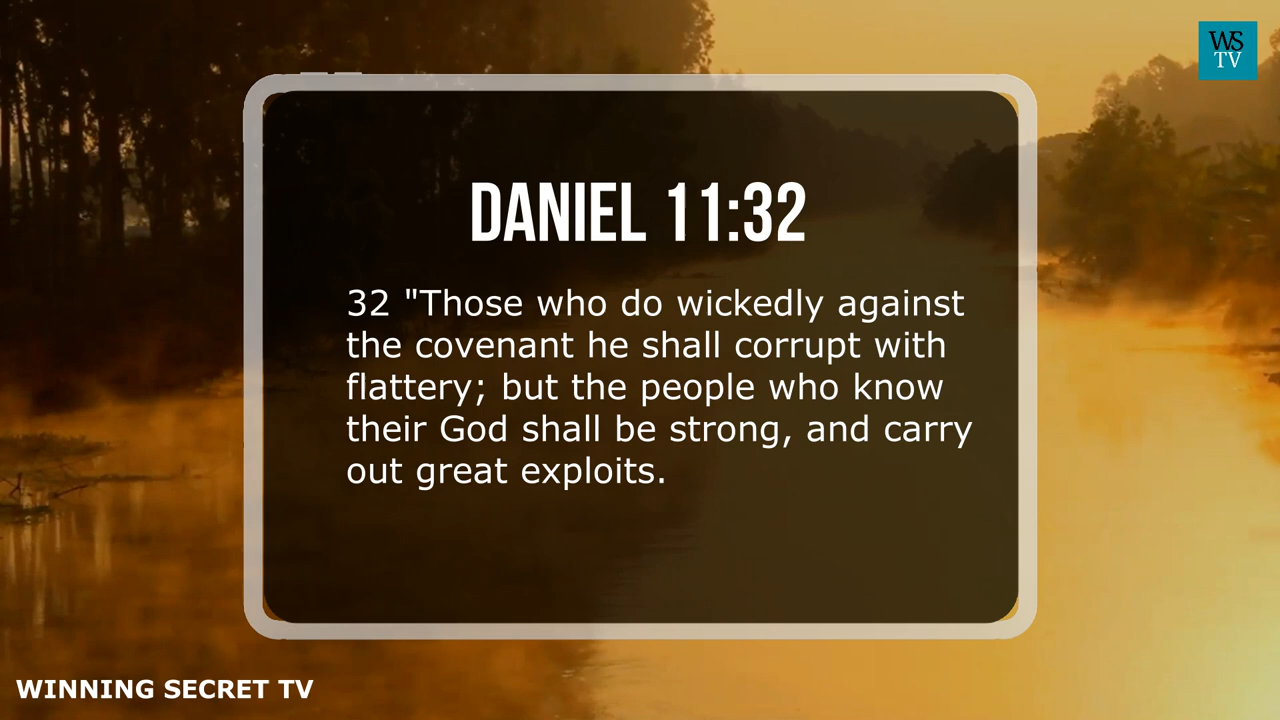 WS
TV
DANIEL 11:32
32 "Those who do wickedly against
the covenant he shall corrupt with
flattery; but the people who know
their God shall be strong, and carry
out great exploits.
WINNING SECRET TV